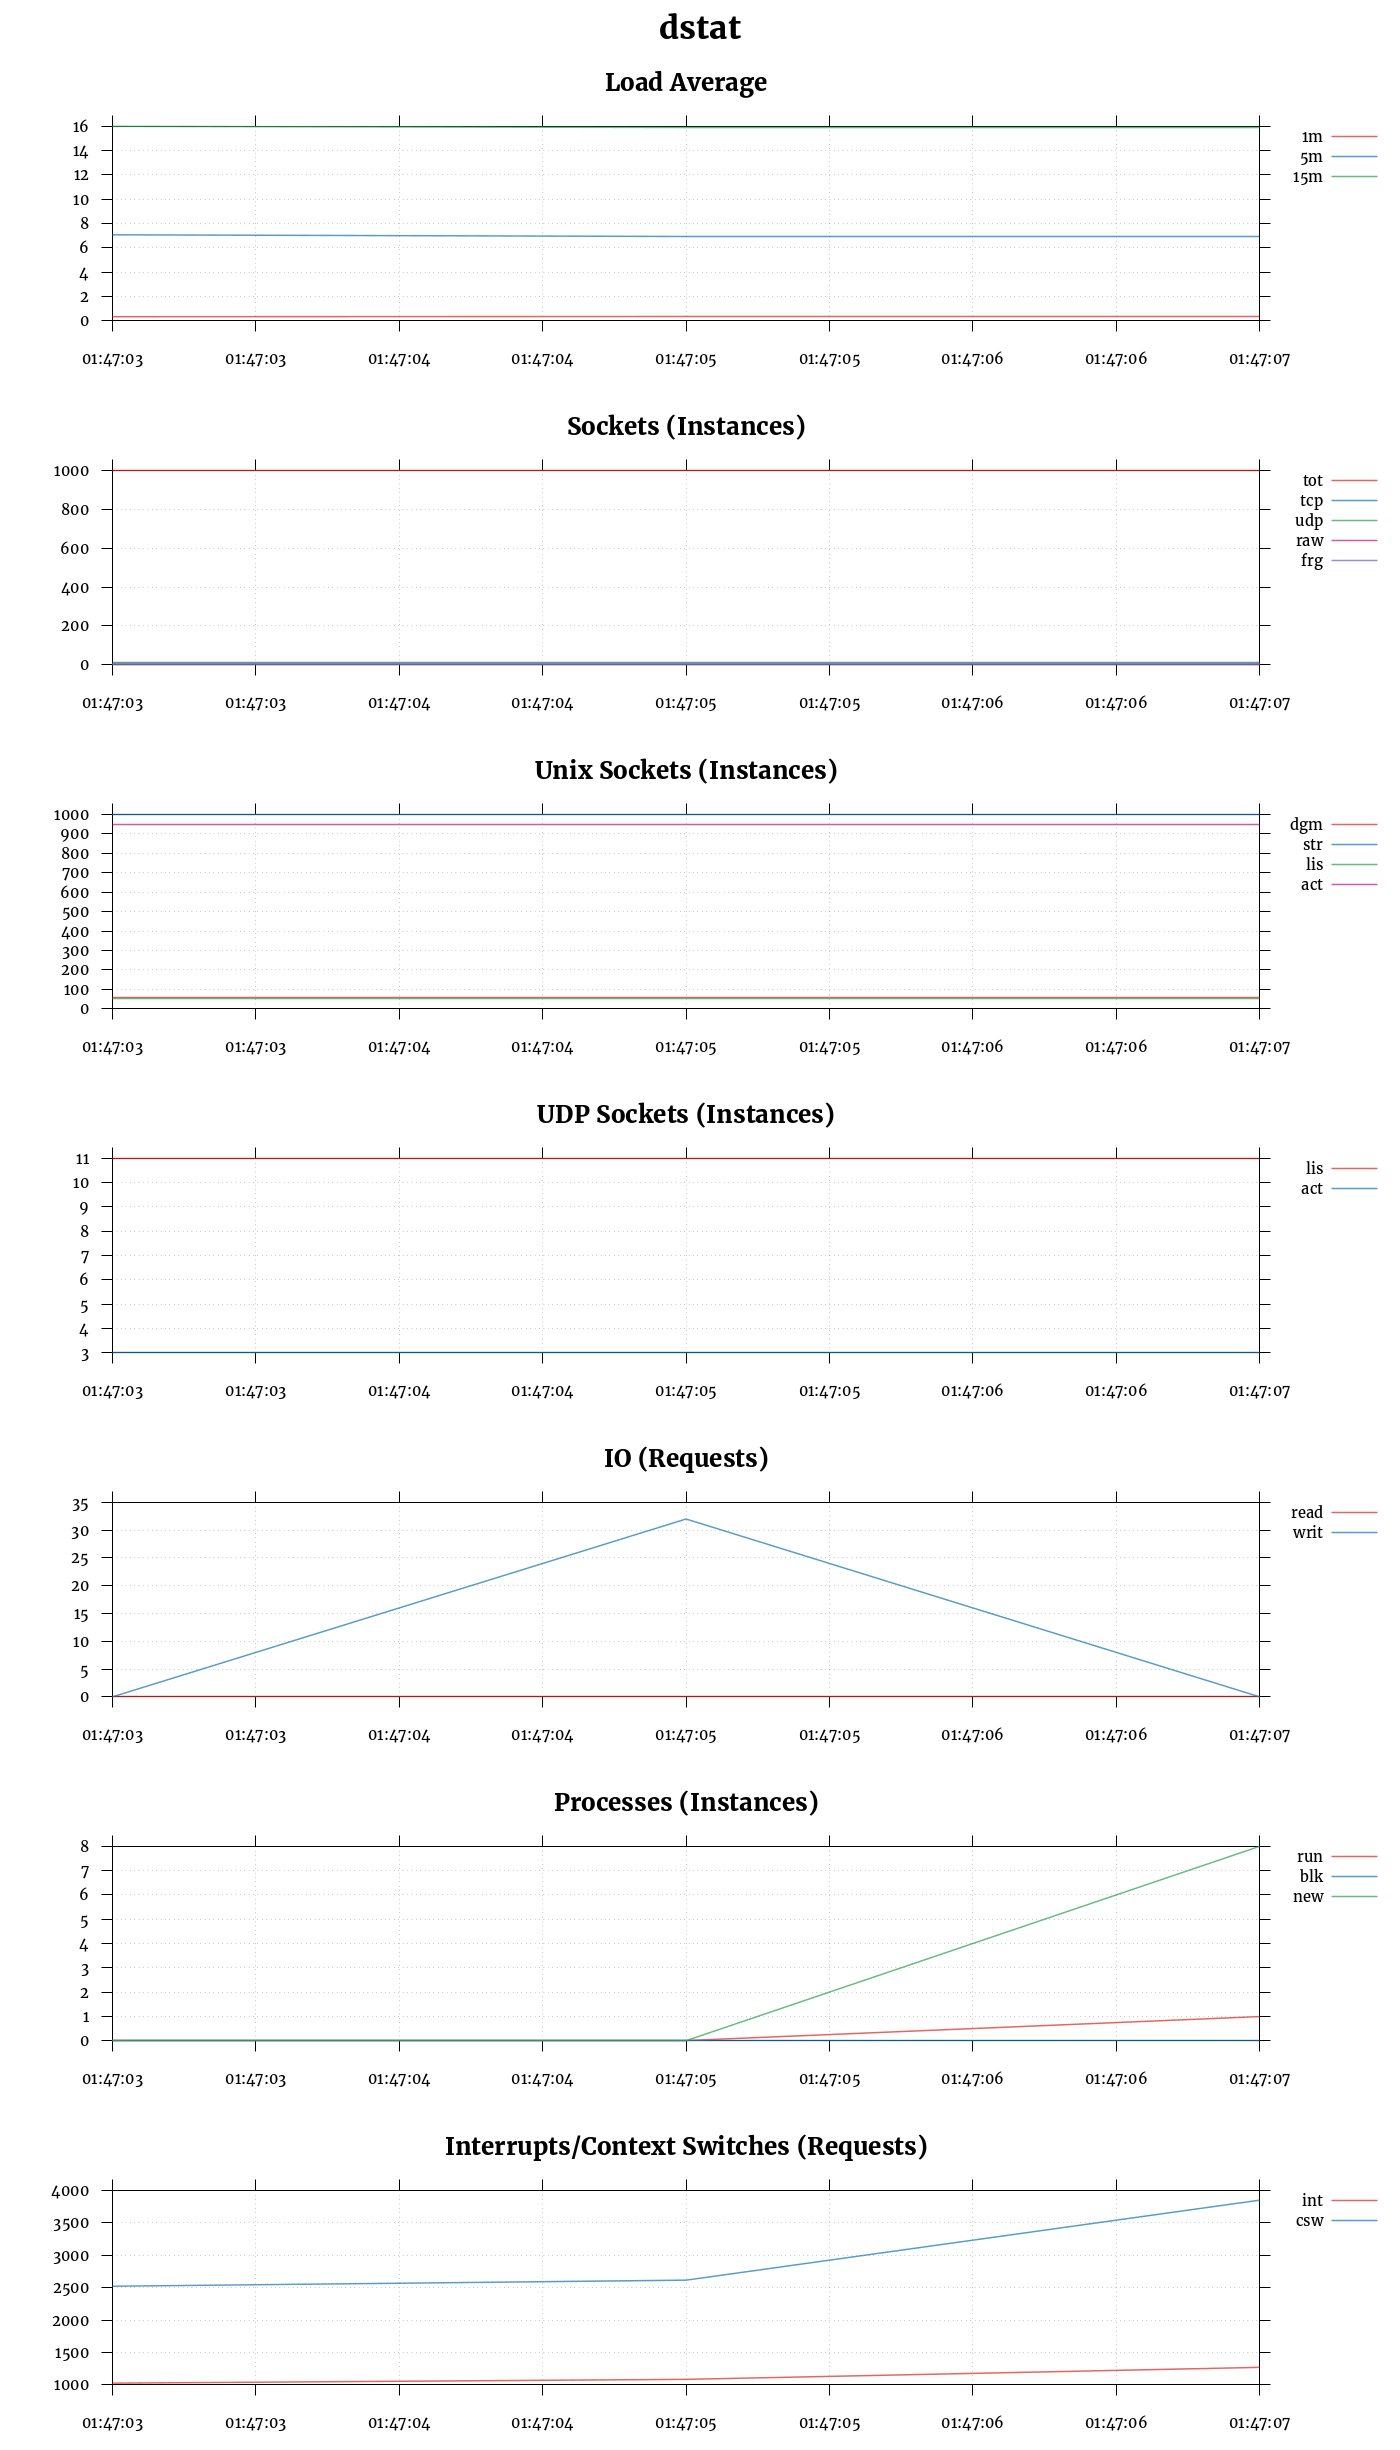 dstat
Load Average
16
14
12
10
8
6
4
2
0
1m
5m
15m
01:47:03 01:47:03 01:47:04 01:47:04 01:47:05 01:47:05 01:47:06 01:47:06 01:47:07
Sockets (Instances)
1000
800
600
400
200
0
tot
tcp
udp
raw
frg
01:47:03 01:47:03 01:47:04 01:47:04 01:47:05 01:47:05 01:47:06 01:47:06 01:47:07
Unix Sockets (Instances)
1000
900
800
700
600
500
400
300
200
100
0
dgm
str
lis
act
01:47:03 01:47:03 01:47:04 01:47:04 01:47:05 01:47:05 01:47:06 01:47:06 01:47:07
UDP Sockets (Instances)
11
10
9
8
7
6
5
4
3
lis
act
01:47:03 01:47:03 01:47:04 01:47:04 01:47:05 01:47:05 01:47:06 01:47:06 01:47:07
IO (Requests)
35
30
25
20
15
10
5
0
read
writ
01:47:03 01:47:03 01:47:04 01:47:04 01:47:05 01:47:05 01:47:06 01:47:06 01:47:07
Processes (Instances)
8
7
6
5
4
3
2
1
0
run
blk
new
01:47:03 01:47:03 01:47:04 01:47:04 01:47:05 01:47:05 01:47:06 01:47:06 01:47:07
Interrupts/Context Switches (Requests)
4000
3500
3000
2500
2000
1500
1000
int
csw
01:47:03 01:47:03 01:47:04 01:47:04 01:47:05 01:47:05 01:47:06 01:47:06 01:47:07